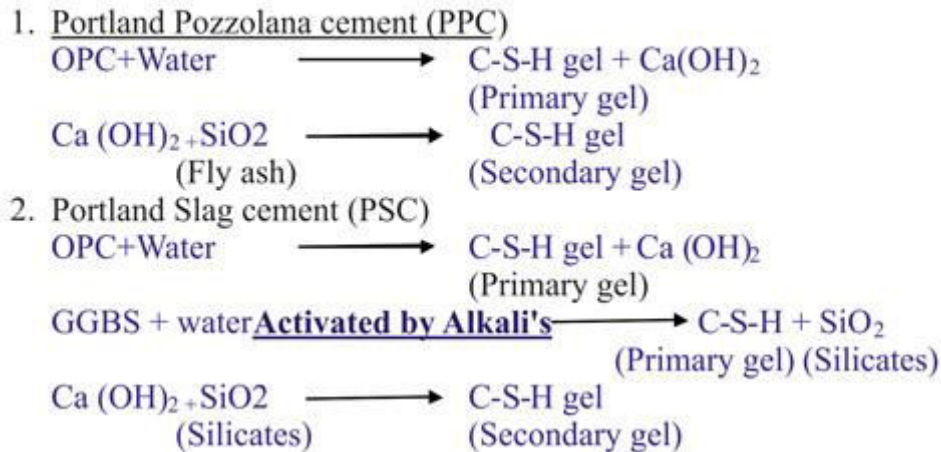 1. Portland Pozzolana cement (PPC)
OPC+Water ⟶ C-S-H gel + Ca(OH)₂
(Primary gel)
Ca (OH)₂ +SiO2 ⟶ C-S-H gel
(Fly ash) (Secondary gel)
2. Portland Slag cement (PSC)
OPC+Water ⟶ C-S-H gel + Ca (OH)₂
(Primary gel)
GGBS + water Activated by Alkali's ⟶ C-S-H + SiO₂
(Primary gel) (Silicates)
Ca (OH)₂ +SiO2 ⟶ C-S-H gel
(Silicates) (Secondary gel)